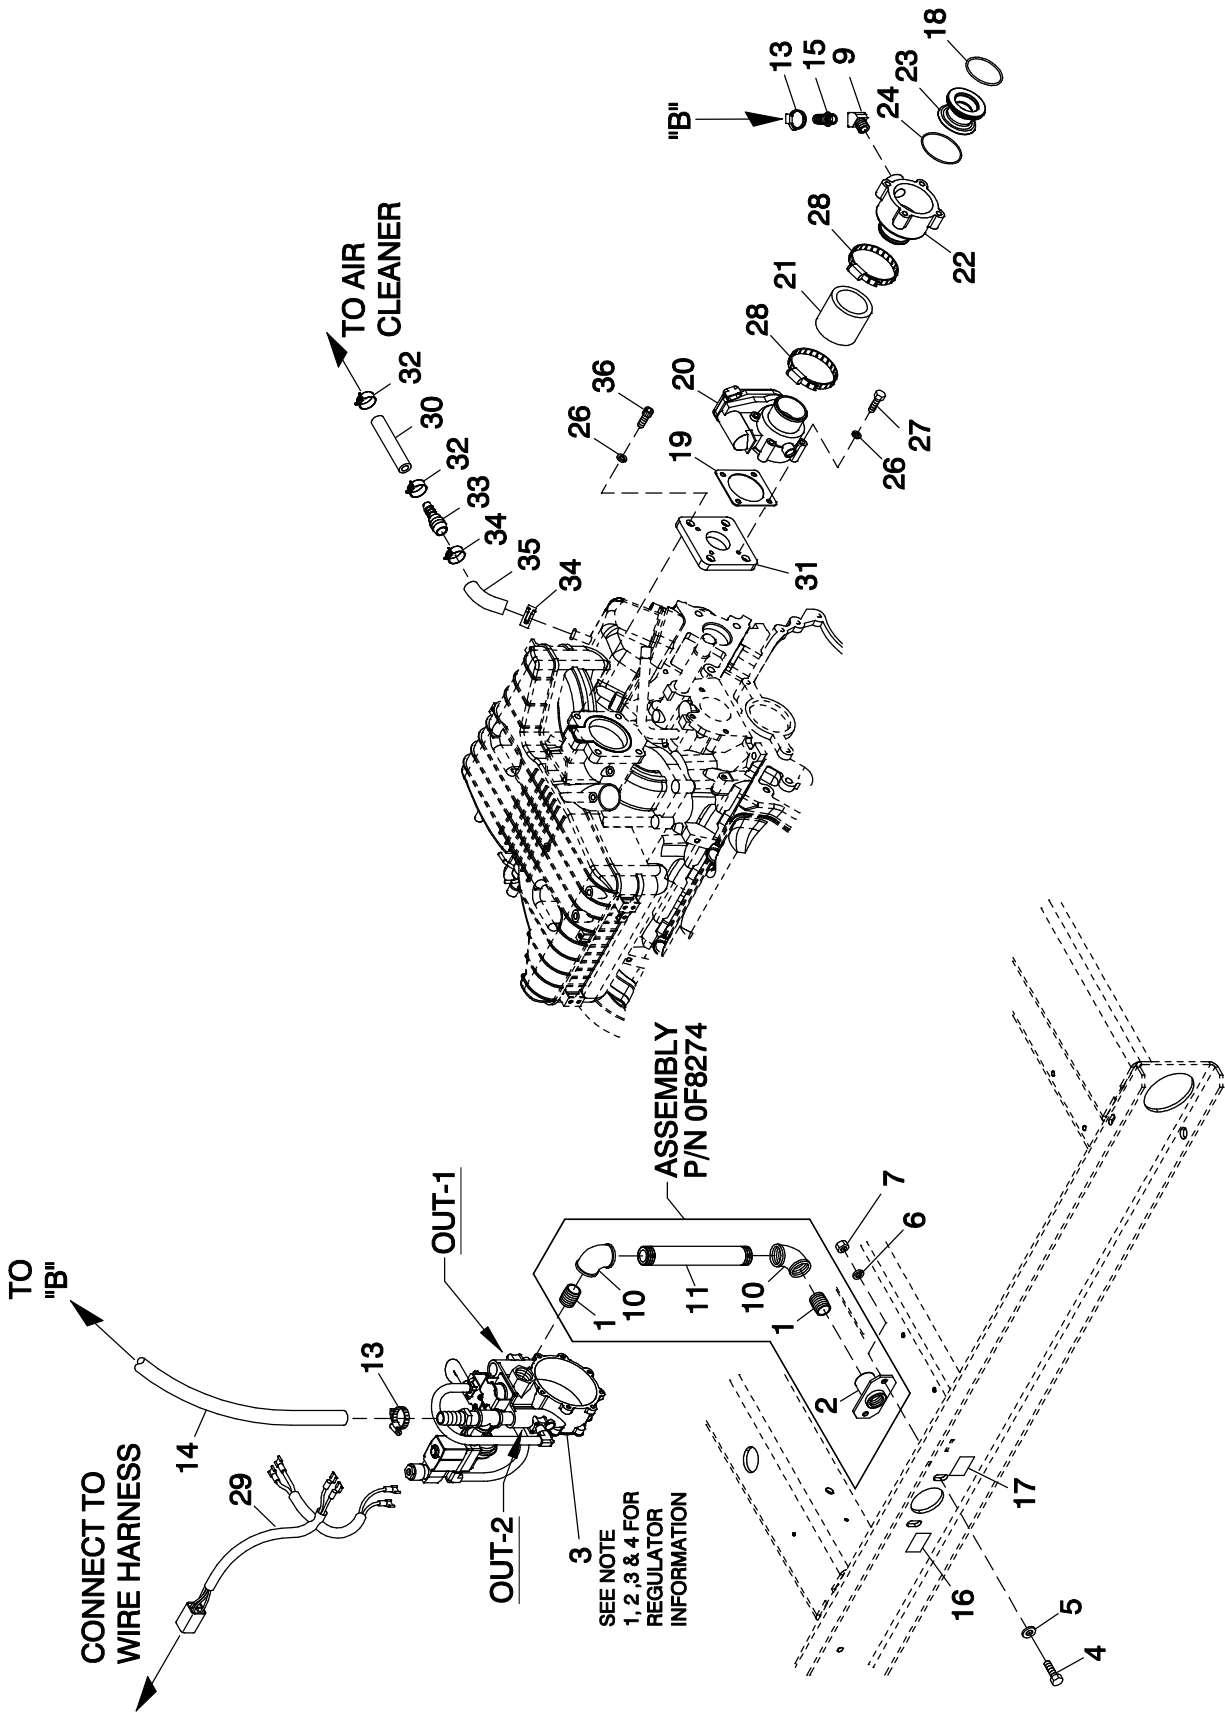 CONNECT TO
WIRE HARNESS
29
14
TO
"B"
13
OUT-1
OUT-2
3
SEE NOTE
1, 2 ,3 & 4 FOR
REGULATOR
INFORMATION
1
10
11
10
1
2
ASSEMBLY
P/N 0F8274
7
6
16
17
5
4
TO AIR
CLEANER
32
30
32
33
34
35
34
36
26
19
20
28
21
28
31
26
27
22
"B"
13
15
9
24
23
18